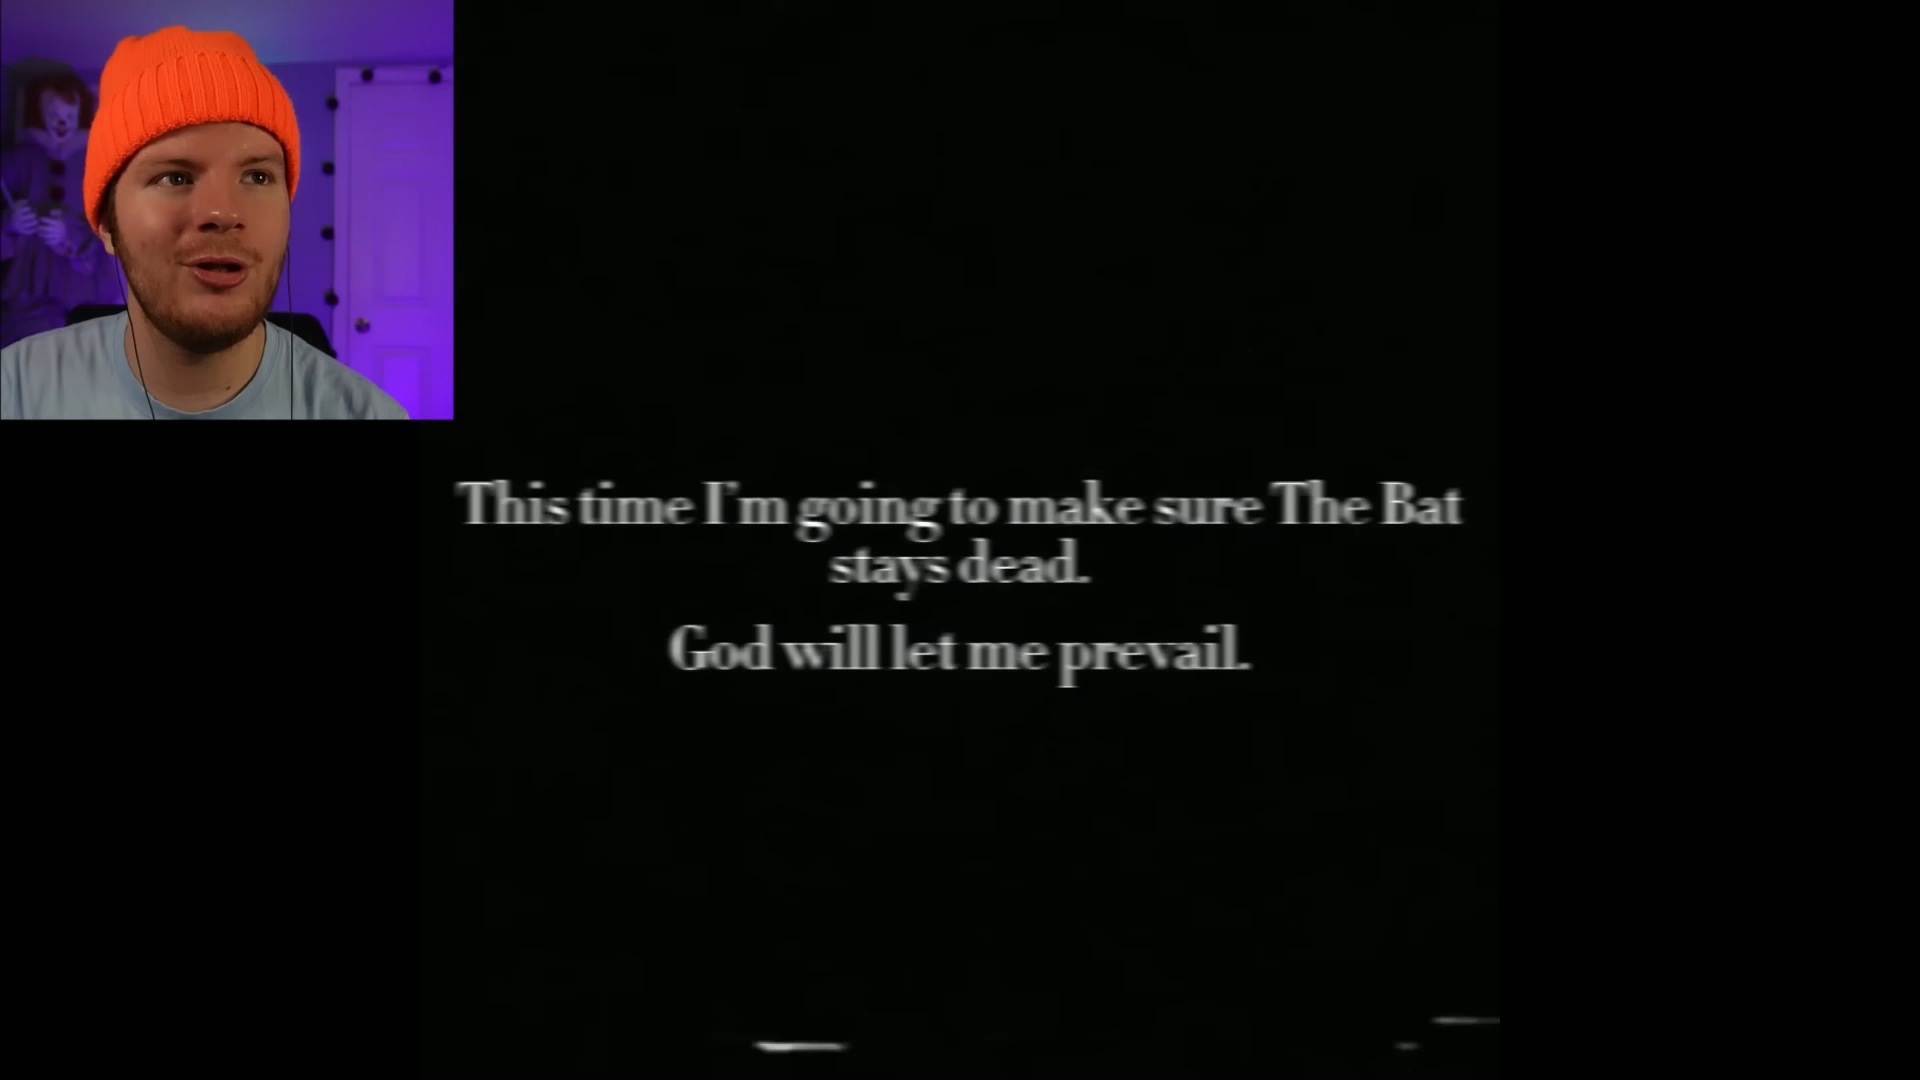 This time I'm going to make sure The Bat
stays dead.
God will let me prevail.